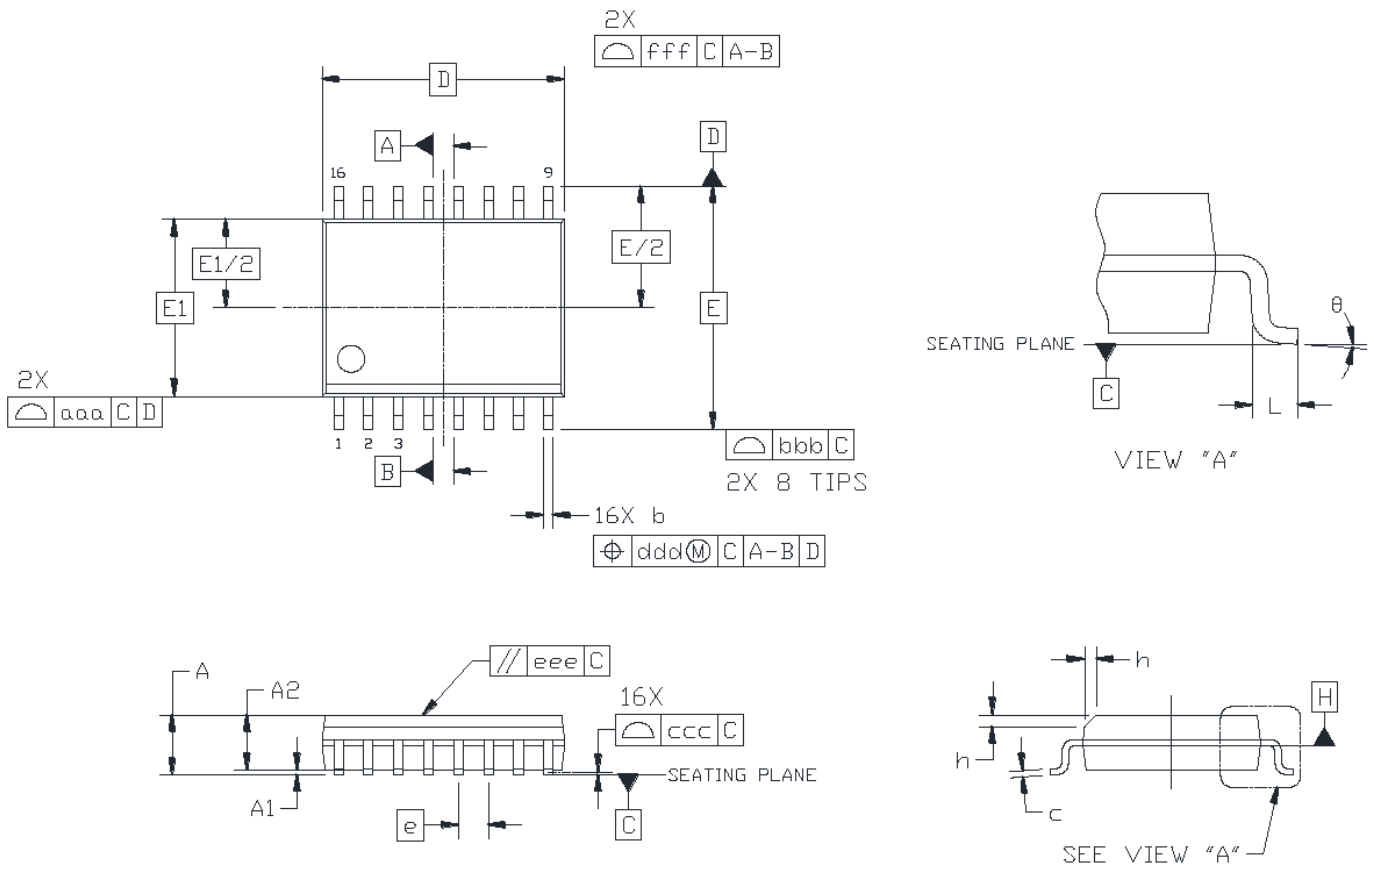 2X
fff C A-B
D
A
D
16
9
E/2
E1/2
E1
E
2X
aaa C D
1 2 3
B
bbb C
2X 8 TIPS
16X b
ddd Ⓜ C A-B D
θ
SEATING PLANE
C
L
VIEW "A"
// eee C
A
A2
16X
ccc C
SEATING PLANE
A1
e
C
h
H
h
c
SEE VIEW "A"